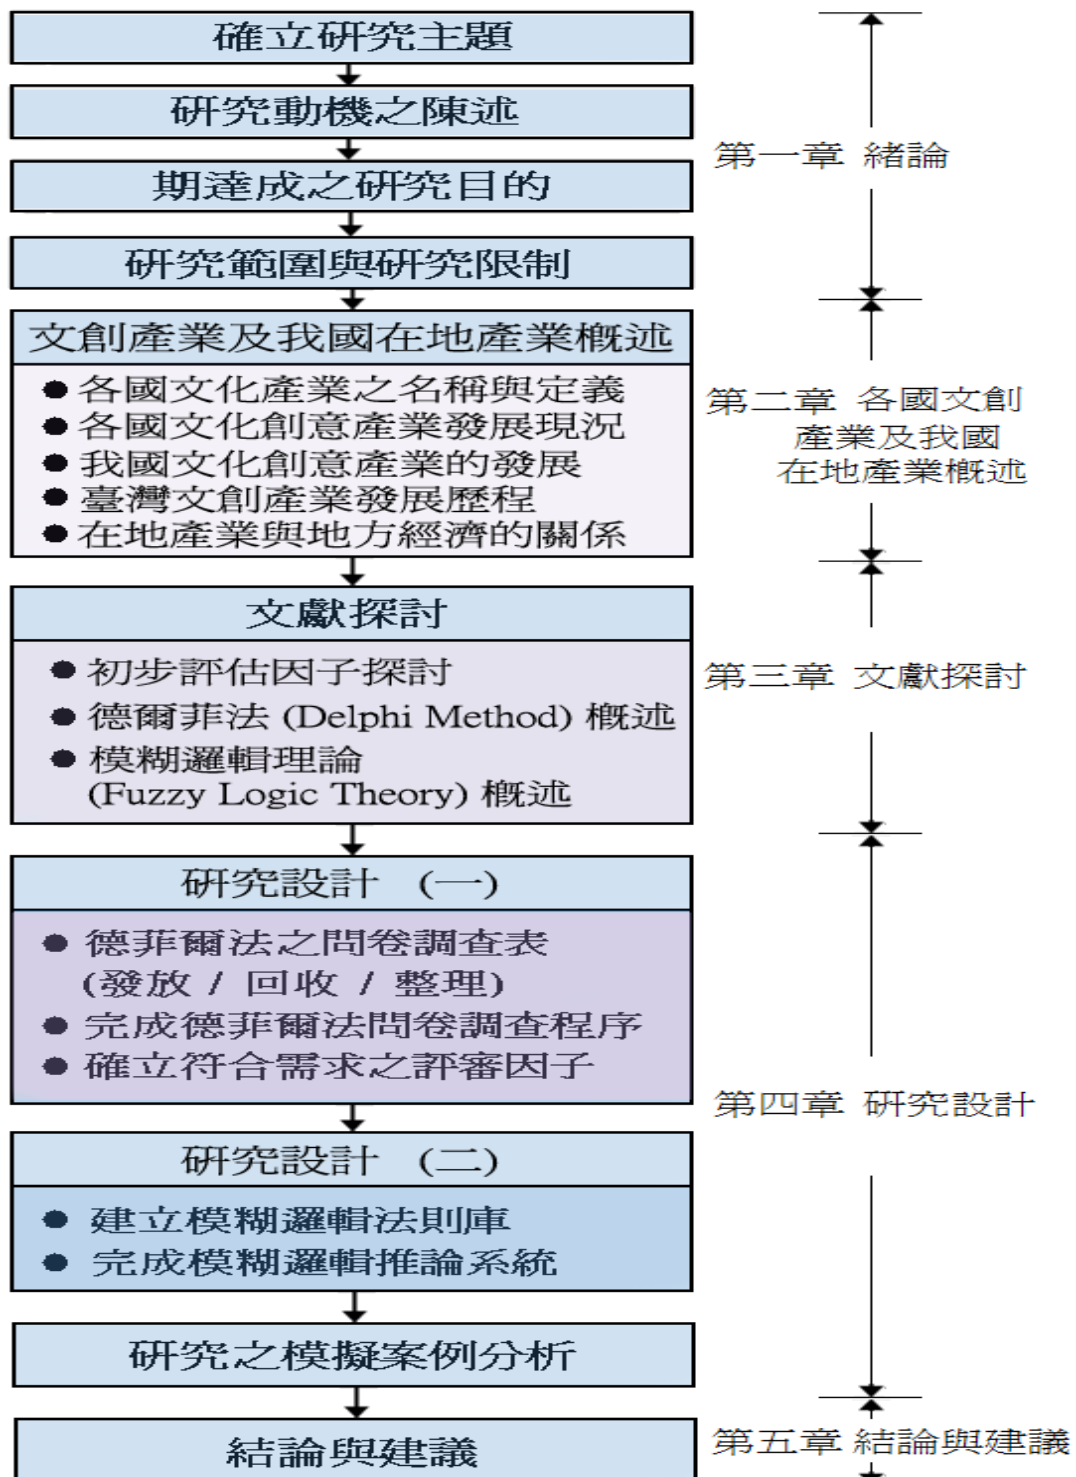 確立研究主題
研究動機之陳述
期達成之研究目的
研究範圍與研究限制
第一章 緒論
文創產業及我國在地產業概述
● 各國文化產業之名稱與定義
● 各國文化創意產業發展現況
● 我國文化創意產業的發展
● 臺灣文創產業發展歷程
● 在地產業與地方經濟的關係
第二章 各國文創
產業及我國
在地產業概述
文獻探討
● 初步評估因子探討
● 德爾菲法 (Delphi Method) 概述
● 模糊邏輯理論
(Fuzzy Logic Theory) 概述
第三章 文獻探討
研究設計 (一)
● 德菲爾法之問卷調查表
(發放 / 回收 / 整理)
● 完成德菲爾法問卷調查程序
● 確立符合需求之評審因子
研究設計 (二)
● 建立模糊邏輯法則庫
● 完成模糊邏輯推論系統
研究之模擬案例分析
第四章 研究設計
結論與建議
第五章 結論與建議